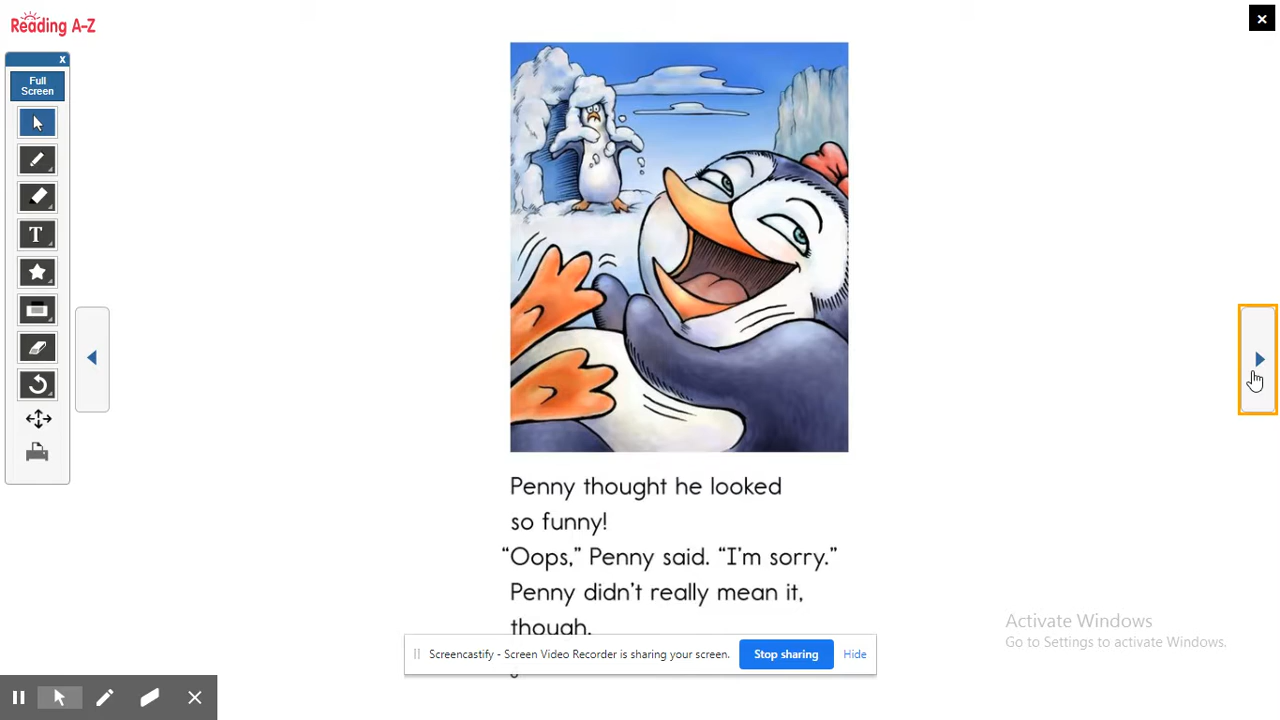 Reading A-Z
x
Full
Screen
T
Penny thought he looked
so funny!
“Oops,” Penny said. “I’m sorry.”
Penny didn’t really mean it,
though.
Activate Windows
Go to Settings to activate Windows.
Screencastify - Screen Video Recorder is sharing your screen.
Stop sharing
Hide